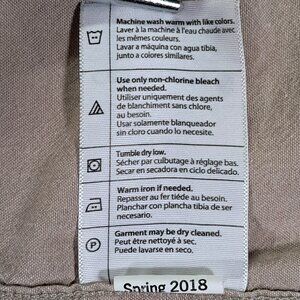 Machine wash warm with like colors.
Laver à la machine à l'eau chaude avec
les mêmes couleurs.
Lavar a máquina con agua tibia,
junto a colores similares.
Use only non-chlorine bleach
when needed.
Utiliser uniquement des agents
de blanchiment sans chlore,
au besoin.
Usar solamente blanqueador
sin cloro cuando es necesario.
Tumble dry low.
Sécher par culbutage à réglage bas.
Secar en secadora en ciclo delicado.
Warm iron if needed.
Repasser au fer tiède au besoin.
Planchar con plancha tibia de ser
necesario.
P
Garment may be dry cleaned.
Peut être nettoyé à sec.
Puede lavarse en seco.
Spring 2018